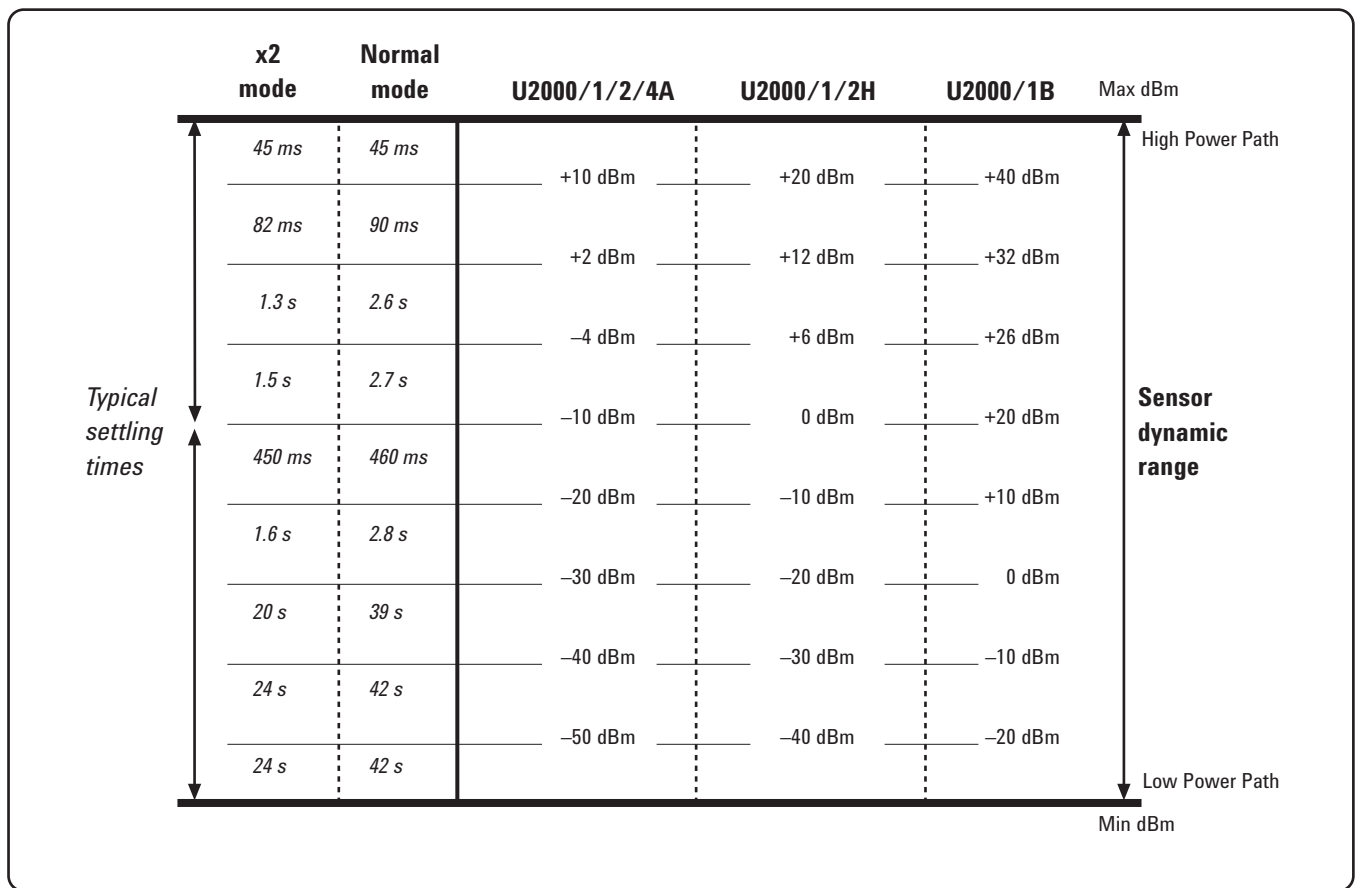 x2 mode Normal mode U2000/1/2/4A U2000/1/2H U2000/1B Max dBm
High Power Path
45 ms 45 ms
+10 dBm +20 dBm +40 dBm
82 ms 90 ms
+2 dBm +12 dBm +32 dBm
1.3 s 2.6 s
–4 dBm +6 dBm +26 dBm
1.5 s 2.7 s
Typical settling times
–10 dBm 0 dBm +20 dBm
Sensor dynamic range
450 ms 460 ms
–20 dBm –10 dBm +10 dBm
1.6 s 2.8 s
–30 dBm –20 dBm 0 dBm
20 s 39 s
–40 dBm –30 dBm –10 dBm
24 s 42 s
–50 dBm –40 dBm –20 dBm
24 s 42 s
Low Power Path
Min dBm